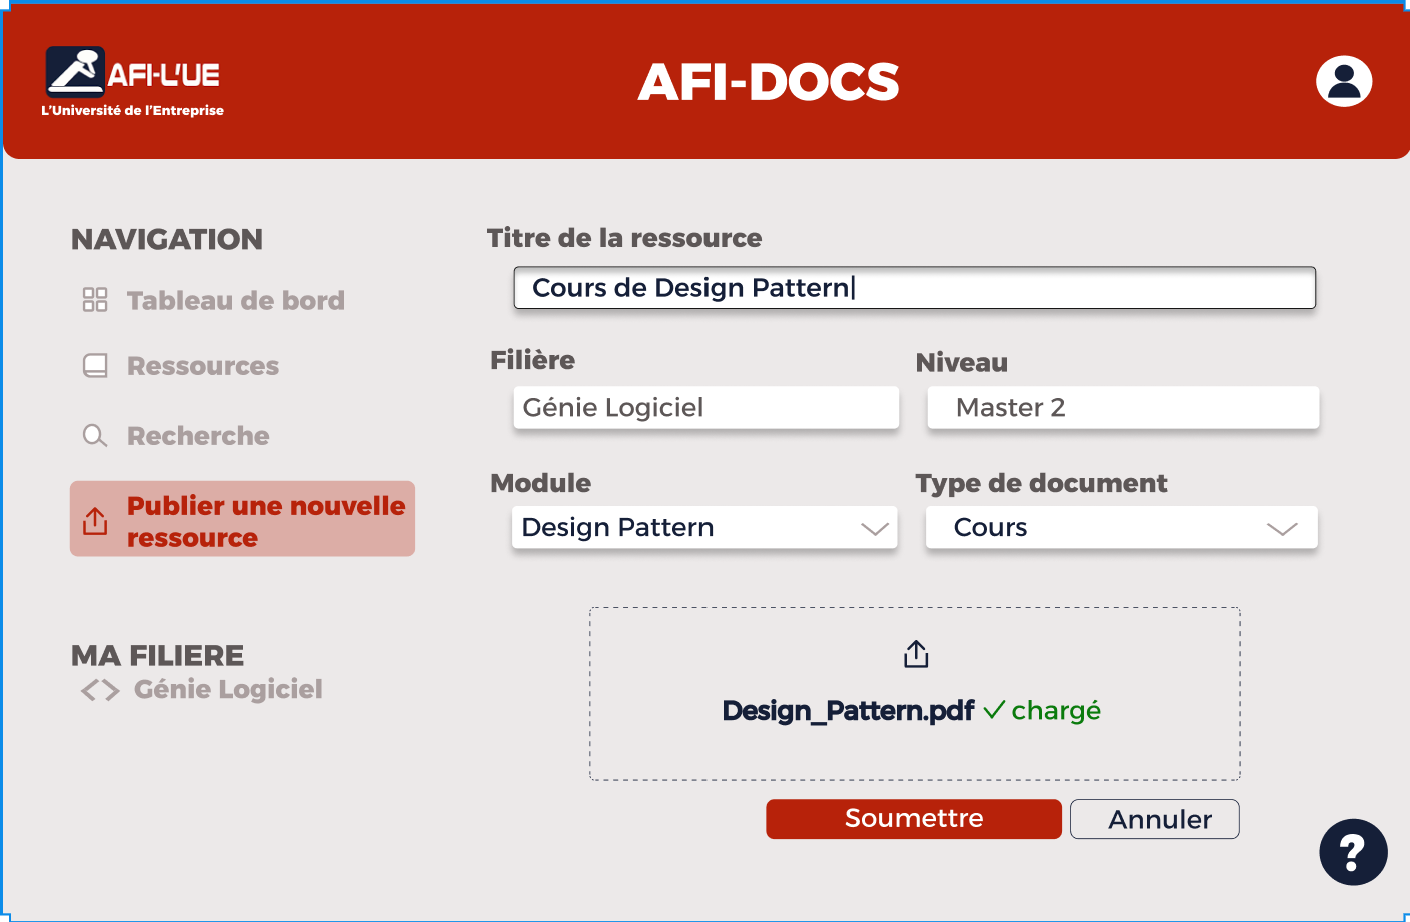 AFI-L'UE
L'Université de l'Entreprise
AFI-DOCS
NAVIGATION
Tableau de bord
Ressources
Recherche
Publier une nouvelle
ressource
MA FILIERE
Génie Logiciel
Titre de la ressource
Cours de Design Pattern
Filière
Niveau
Génie Logiciel
Master 2
Module
Type de document
Design Pattern
Cours
Design_Pattern.pdf ✓ chargé
Soumettre
Annuler
?